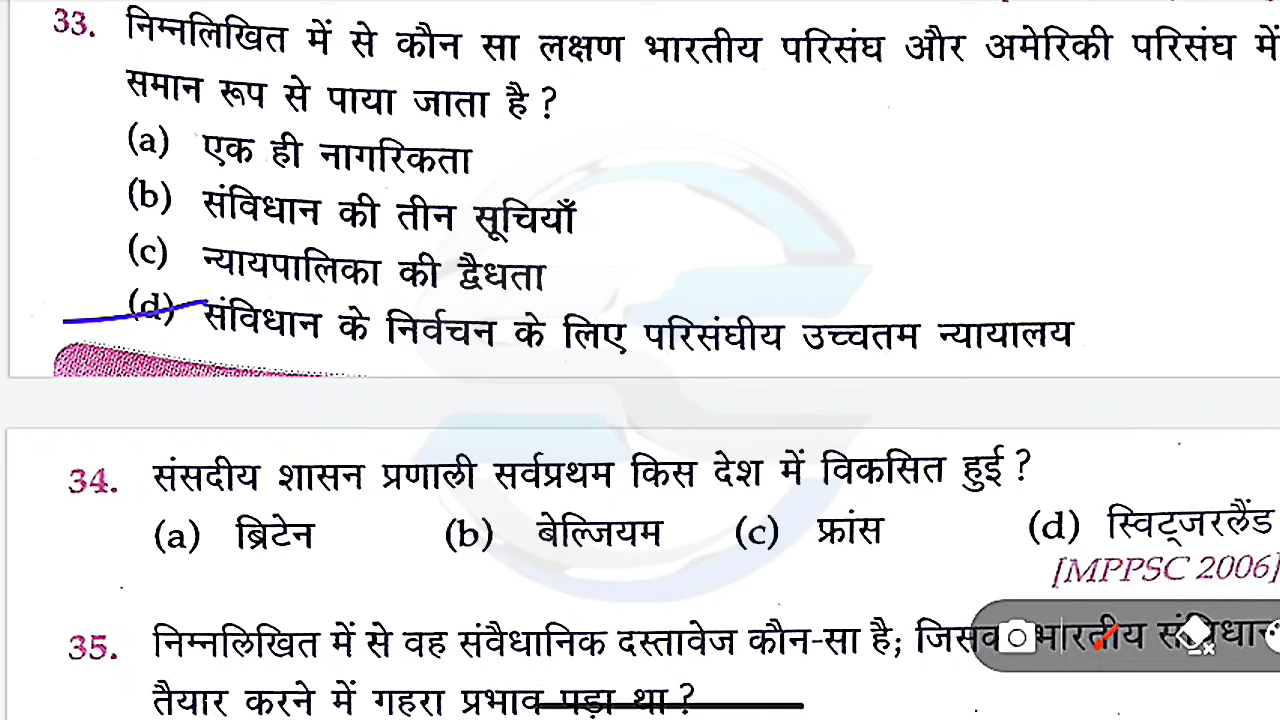 33. निम्नलिखित में से कौन सा लक्षण भारतीय परिसंघ और अमेरिकी परिसंघ में
समान रूप से पाया जाता है ?
(a) एक ही नागरिकता
(b) संविधान की तीन सूचियाँ
(c) न्यायपालिका की द्वैधता
(d) संविधान के निर्वचन के लिए परिसंघीय उच्चतम न्यायालय
34. संसदीय शासन प्रणाली सर्वप्रथम किस देश में विकसित हुई ?
(a) ब्रिटेन (b) बेल्जियम (c) फ्रांस (d) स्विट्जरलैंड
[MPPSC 2006]
35. निम्नलिखित में से वह संवैधानिक दस्तावेज कौन-सा है; जिसका भारतीय संविधान
तैयार करने में गहरा प्रभाव पड़ा था ?